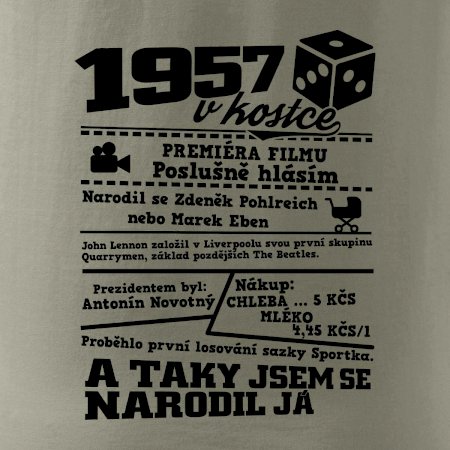 1957
v kostce
PREMIÉRA FILMU
Poslušně hlásím
Narodil se Zdeněk Pohlreich
nebo Marek Eben
John Lennon založil v Liverpoolu svou první skupinu
Quarrymen, základ pozdějších The Beatles.
Prezidentem byl:
Antonín Novotný
Nákup:
CHLEBA ... 5 KČS
MLÉKO
4,45 KČS/l
Proběhlo první losování sazky Sportka.
A TAKY JSEM SE
NARODIL JÁ